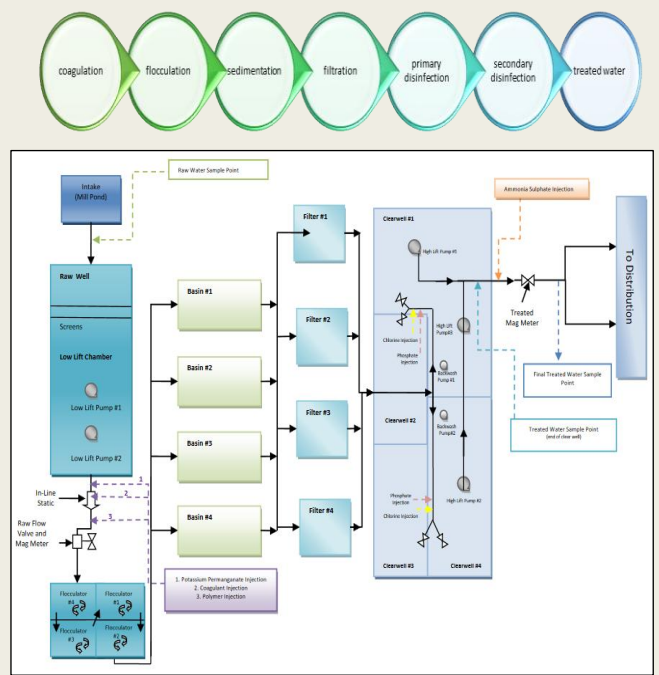 coagulation
flocculation
sedimentation
filtration
primary
disinfection
secondary
disinfection
treated water
Raw Water Sample Point
Intake
(Mill Pond)
Raw Well
Screens
Low Lift Chamber
Low Lift Pump #1
Low Lift Pump #2
In-Line
Static
Raw Flow
Valve and
Mag Meter
1
2
3
Flocculator
#4
Flocculator
#1
Flocculator
#3
Flocculator
#2
1. Potassium Permanganate Injection
2. Coagulant Injection
3. Polymer Injection
Basin #1
Basin #2
Basin #3
Basin #4
Filter #1
Filter #2
Filter #3
Filter #4
Clearwell #1
High Lift Pump #1
Chlorine Injection
Phosphate
Injection
High Lift
Pump#3
Backwash
Pump #1
Clearwell #2
Backwash
Pump#2
Phosphate
Injection
Chlorine Injection
High Lift Pump #2
Clearwell #3
Clearwell #4
Ammonia Sulphate Injection
Treated
Mag Meter
To Distribution
Final Treated Water Sample
Point
Treated Water Sample Point
(end of clear well)